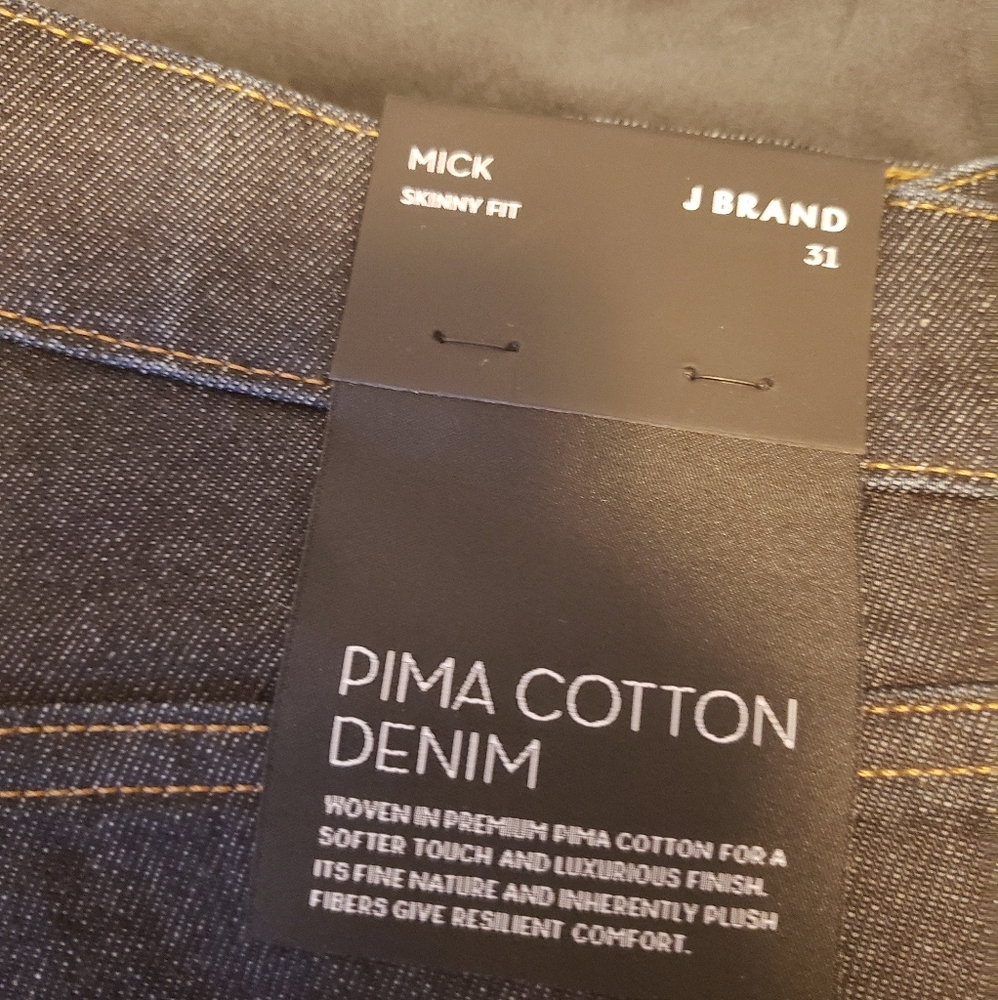 MICK
SKINNY FIT
J BRAND
31
PIMA COTTON
DENIM
WOVEN IN PREMIUM PIMA COTTON FOR A
SOFTER TOUCH AND LUXURIOUS FINISH.
ITS FINE NATURE AND INHERENTLY PLUSH
FIBERS GIVE RESILIENT COMFORT.